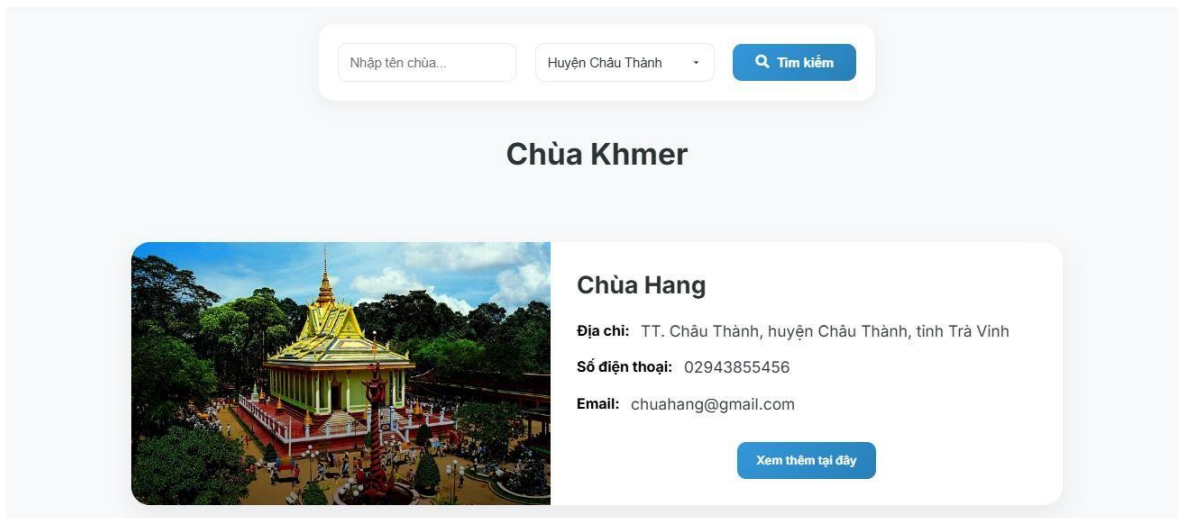 Nhập tên chùa...
Huyện Châu Thành
Tìm kiếm
Chùa Khmer
Chùa Hang
Địa chỉ: TT. Châu Thành, huyện Châu Thành, tỉnh Trà Vinh
Số điện thoại: 02943855456
Email: chuahang@gmail.com
Xem thêm tại đây